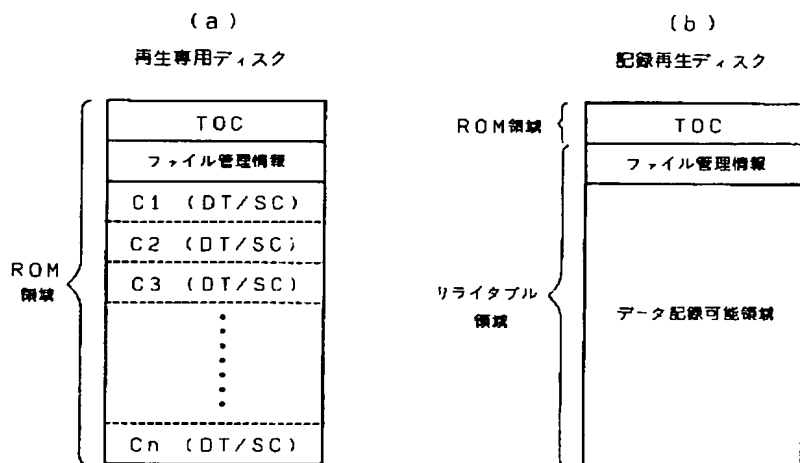 (a)
再生専用ディスク
TOC
ファイル管理情報
C1 (DT/SC)
C2 (DT/SC)
C3 (DT/SC)
Cn (DT/SC)
ROM
領域
(b)
記録再生ディスク
ROM領域
TOC
ファイル管理情報
リライタブル
領域
データ記録可能領域